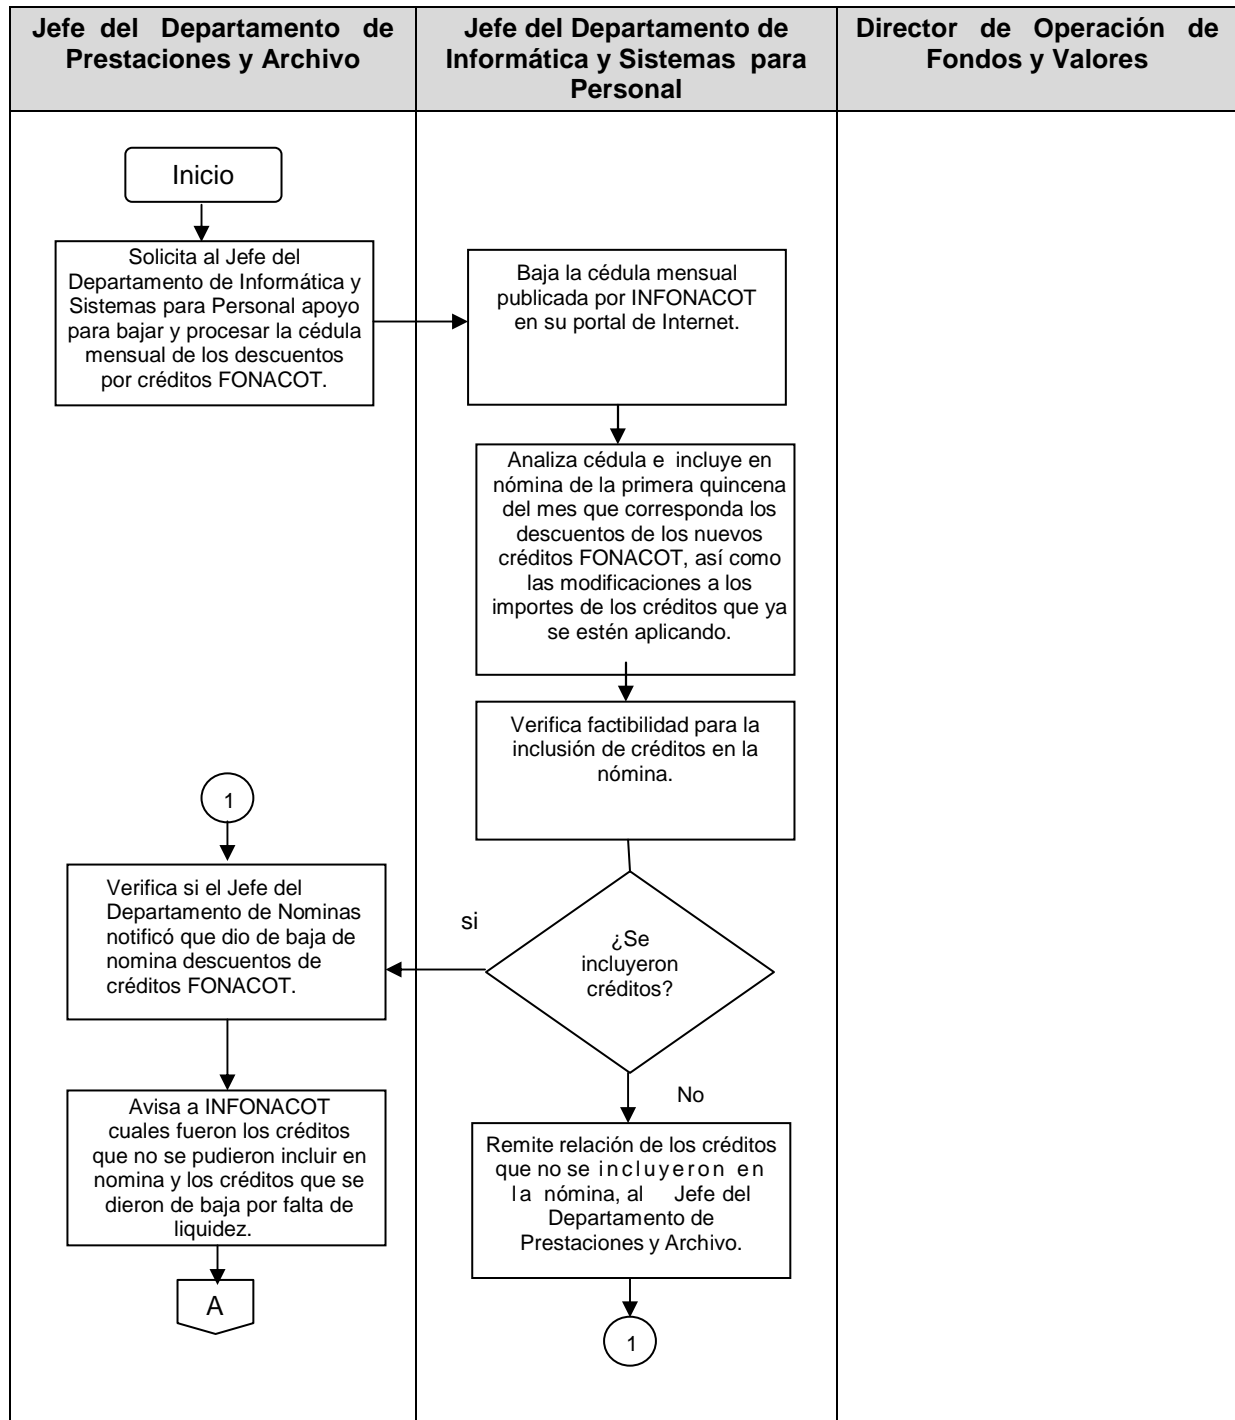 Jefe del Departamento de
Prestaciones y Archivo
Jefe del Departamento de
Informática y Sistemas para
Personal
Director de Operación de
Fondos y Valores
Inicio
Solicita al Jefe del
Departamento de Informática y
Sistemas para Personal apoyo
para bajar y procesar la cédula
mensual de los descuentos
por créditos FONACOT.
Baja la cédula mensual
publicada por INFONACOT
en su portal de Internet.
Analiza cédula e incluye en
nómina de la primera quincena
del mes que corresponda los
descuentos de los nuevos
créditos FONACOT, así como
las modificaciones a los
importes de los créditos que ya
se estén aplicando.
Verifica factibilidad para la
inclusión de créditos en la
nómina.
1
Verifica si el Jefe del
Departamento de Nominas
notificó que dio de baja de
nomina descuentos de
créditos FONACOT.
si
¿Se
incluyeron
créditos?
No
Avisa a INFONACOT
cuales fueron los créditos
que no se pudieron incluir en
nomina y los créditos que se
dieron de baja por falta de
liquidez.
Remite relación de los créditos
que no se incluyeron en
la nómina, al Jefe del
Departamento de
Prestaciones y Archivo.
A
1